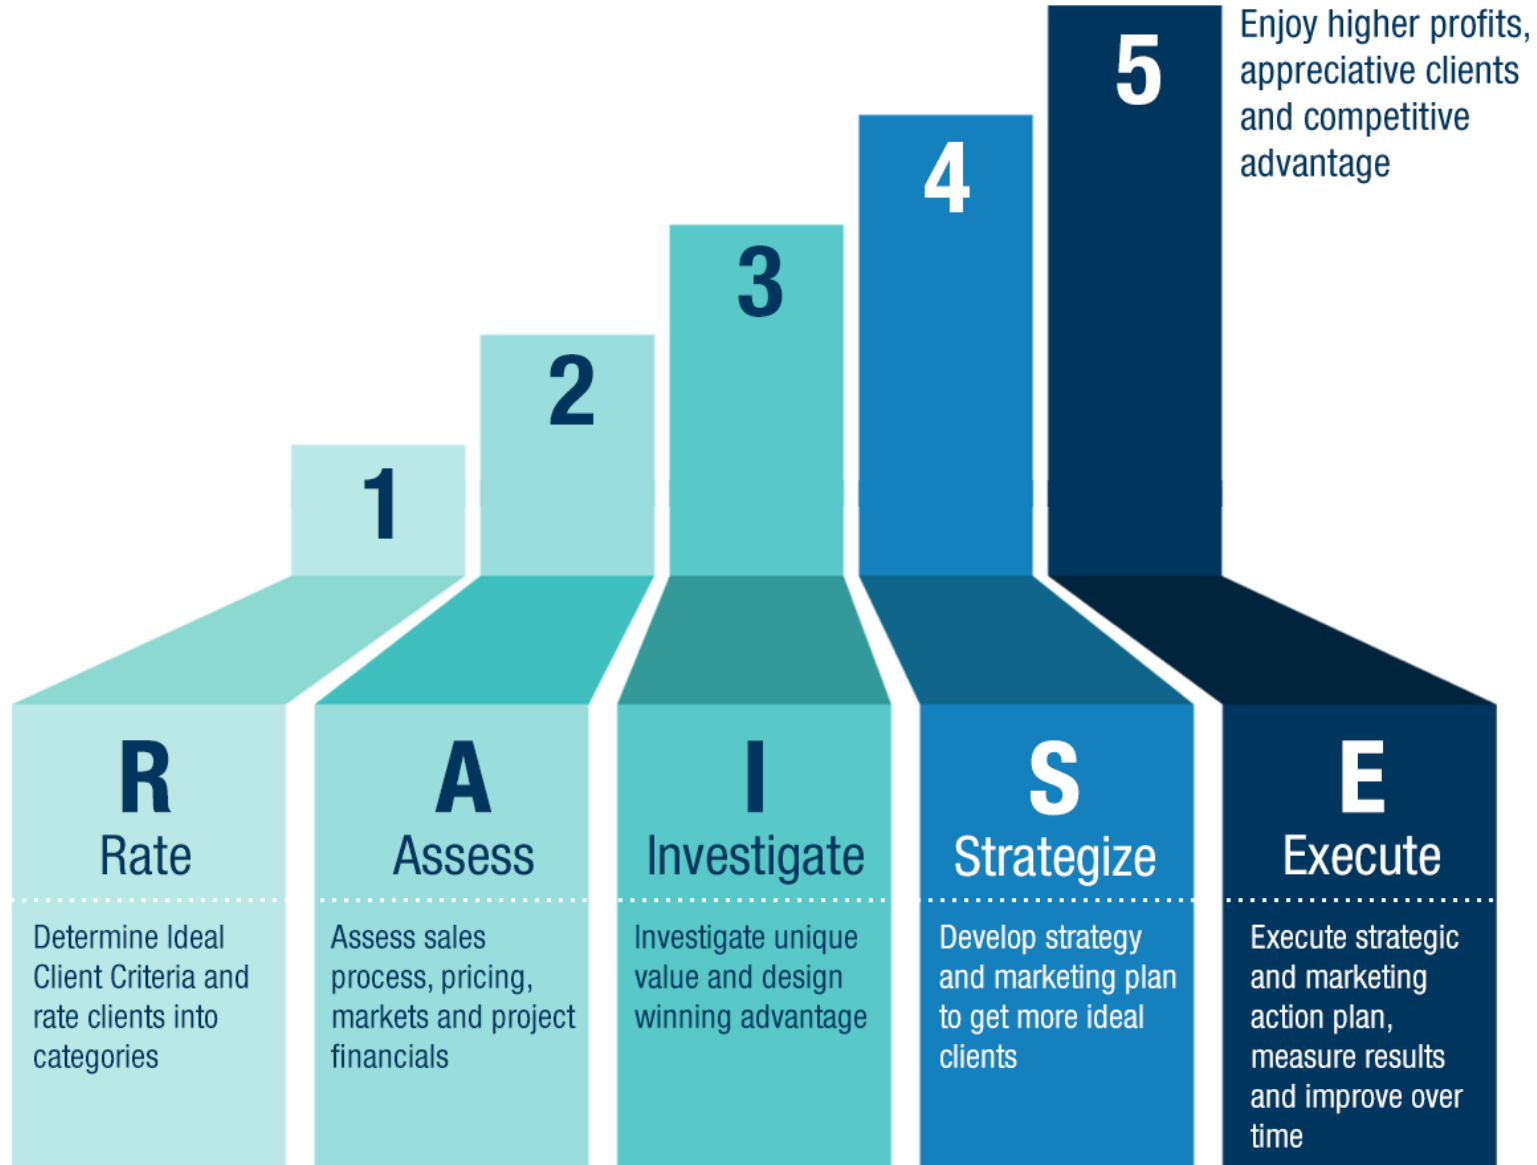 Enjoy higher profits,
appreciative clients
and competitive
advantage
5
4
3
2
1
R
Rate
Determine Ideal
Client Criteria and
rate clients into
categories
A
Assess
Assess sales
process, pricing,
markets and project
financials
I
Investigate
Investigate unique
value and design
winning advantage
S
Strategize
Develop strategy
and marketing plan
to get more ideal
clients
E
Execute
Execute strategic
and marketing
action plan,
measure results
and improve over
time